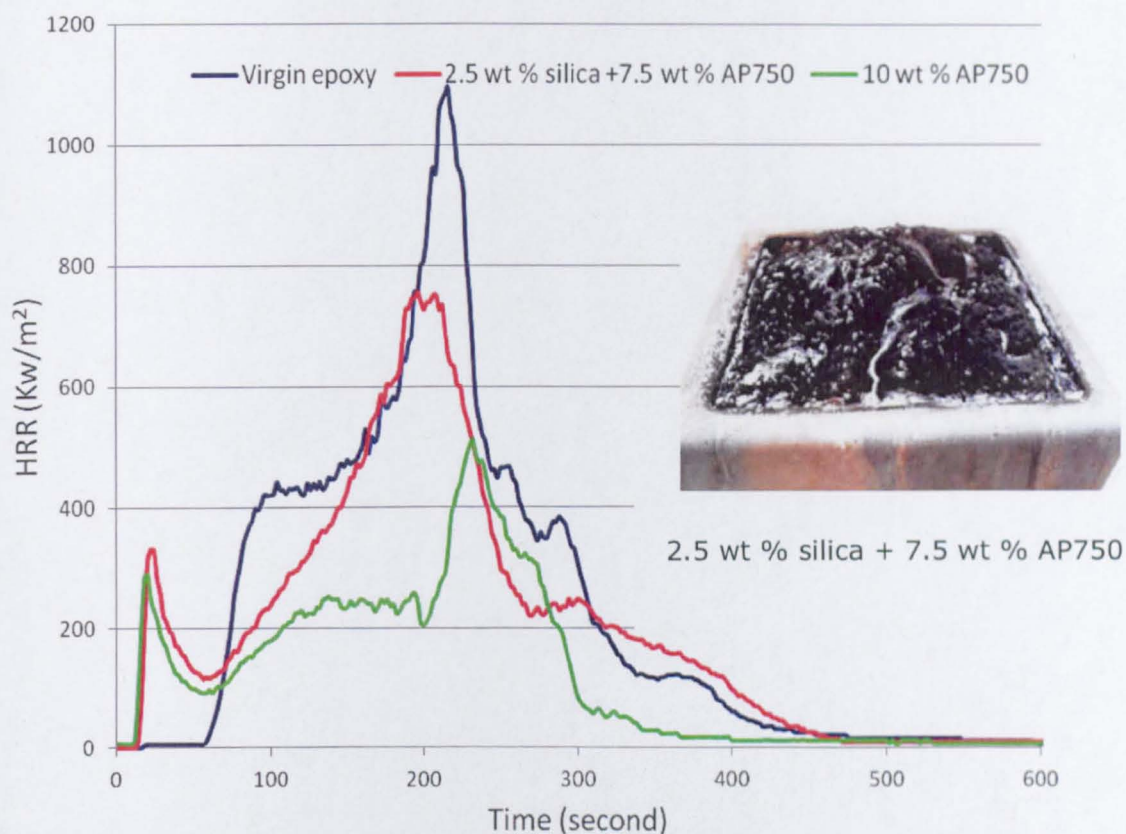 1200
Virgin epoxy 2.5 wt % silica +7.5 wt % AP750 10 wt % AP750
1000
800
600
400
200
0
HRR (Kw/m²)
2.5 wt % silica + 7.5 wt % AP750
0 100 200 300 400 500 600
Time (second)